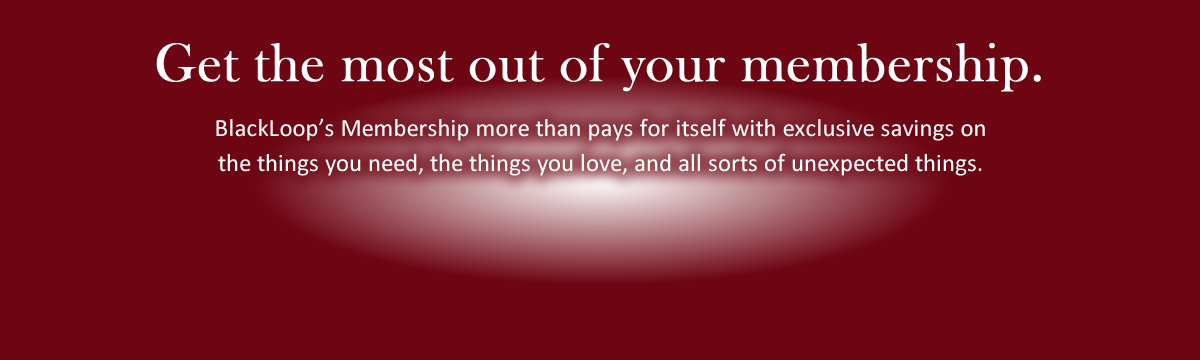 Get the most out of your membership.
BlackLoop’s Membership more than pays for itself with exclusive savings on
the things you need, the things you love, and all sorts of unexpected things.